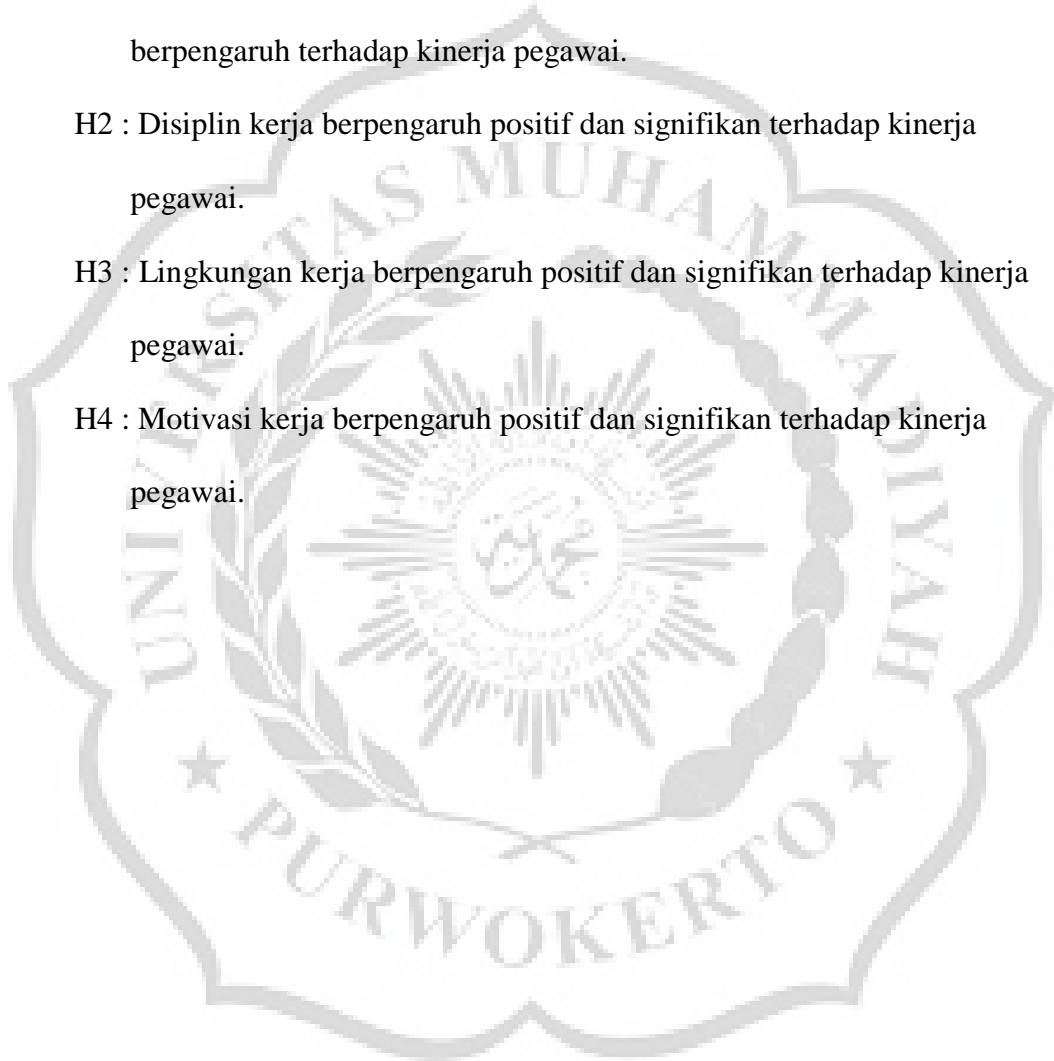 berpengaruh terhadap kinerja pegawai.
H2 : Disiplin kerja berpengaruh positif dan signifikan terhadap kinerja
pegawai.
H3 : Lingkungan kerja berpengaruh positif dan signifikan terhadap kinerja
pegawai.
H4 : Motivasi kerja berpengaruh positif dan signifikan terhadap kinerja
pegawai.
UNIVERSITAS MUHAMMADIYAH
PURWOKERTO